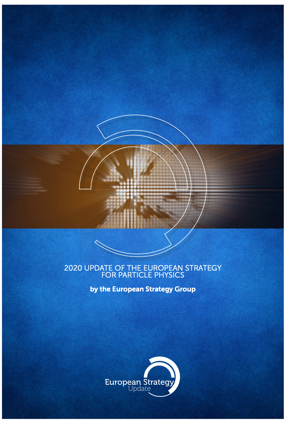 2020 UPDATE OF THE EUROPEAN STRATEGY
FOR PARTICLE PHYSICS
by the European Strategy Group
European Strategy
Update